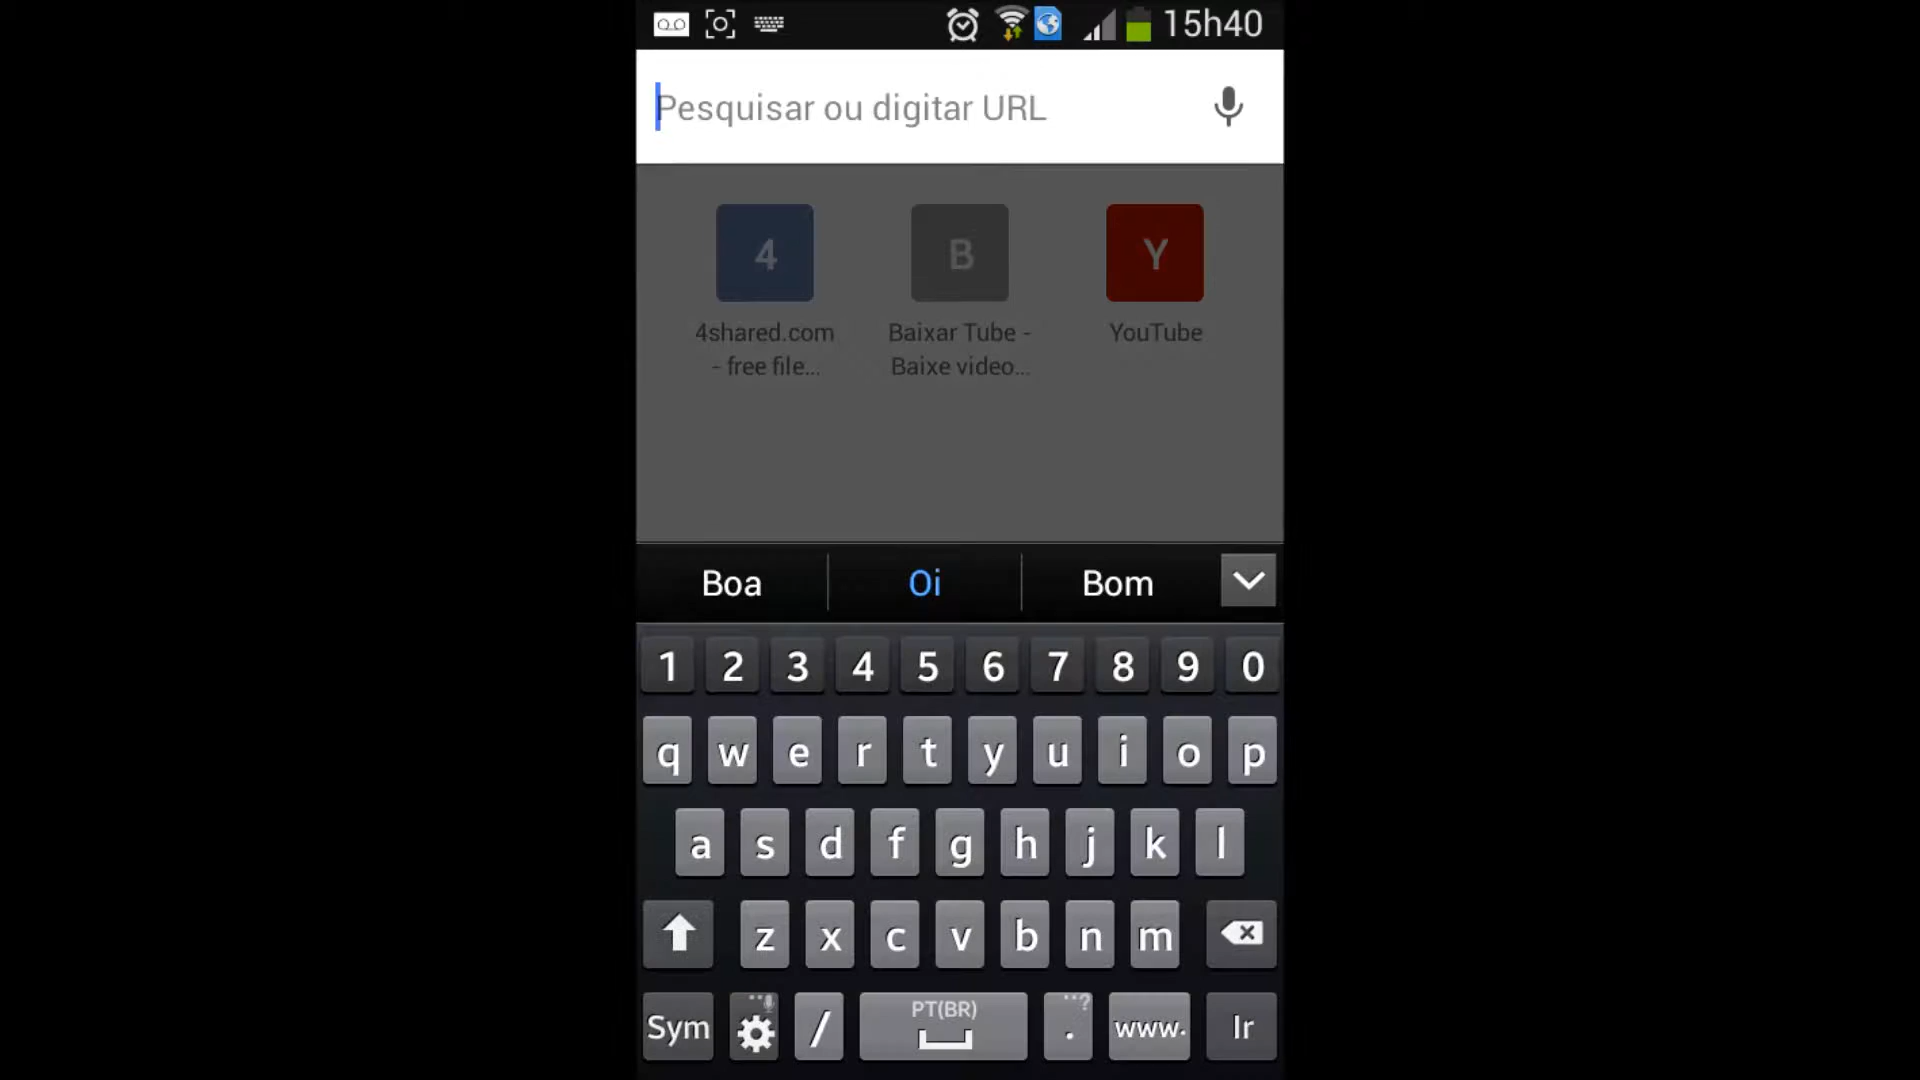 15h40
Pesquisar ou digitar URL
4 B Y
4shared.com Baixar Tube - YouTube
- free file... Baixe video...
Boa Oi Bom
1 2 3 4 5 6 7 8 9 0
q w e r t y u i o p
a s d f g h j k l
z x c v b n m
PT(BR) ?
Sym / . www. Ir